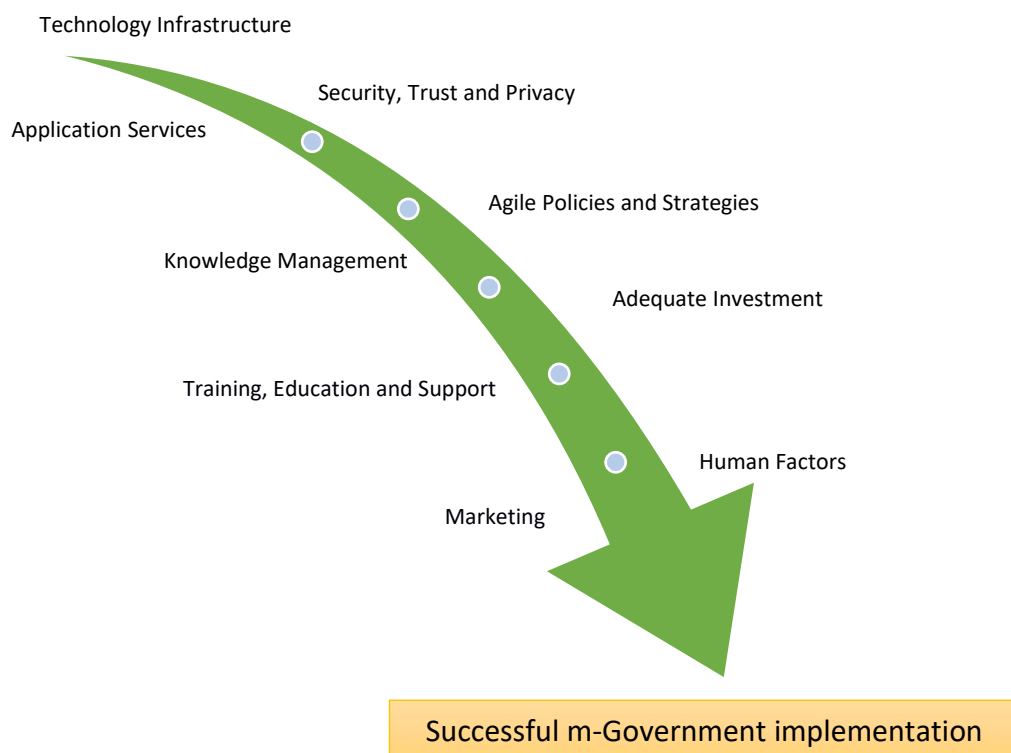 Technology Infrastructure
Security, Trust and Privacy
Application Services
Agile Policies and Strategies
Knowledge Management
Adequate Investment
Training, Education and Support
Human Factors
Marketing
Successful m-Government implementation